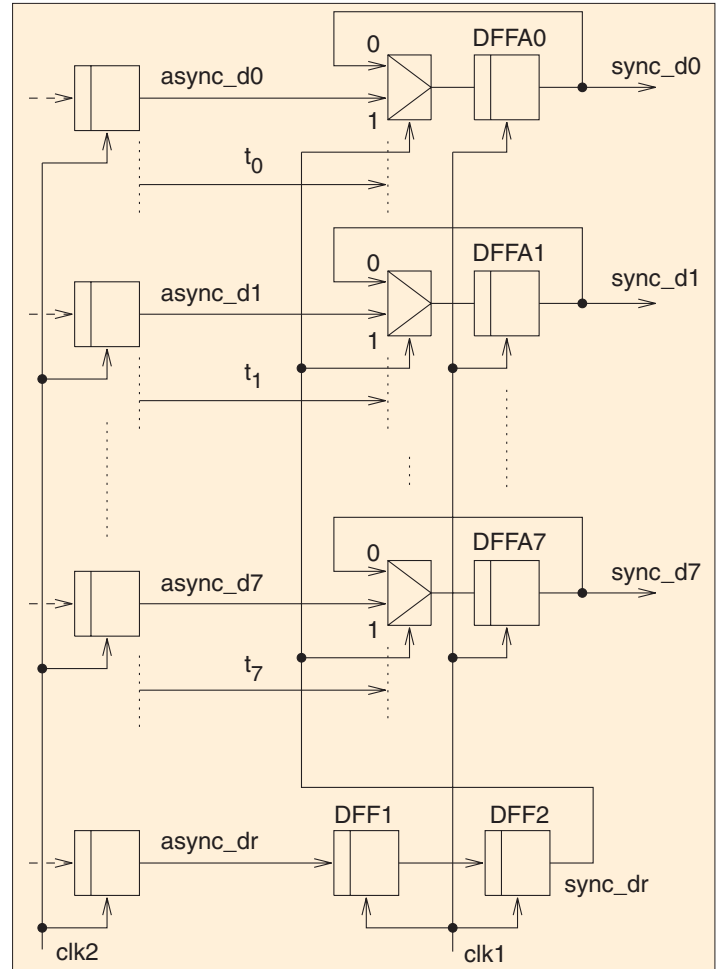 0
DFFA0
async_d0
sync_d0
1
t0
0
DFFA1
async_d1
sync_d1
1
t1
0
DFFA7
async_d7
sync_d7
1
t7
DFF1
DFF2
async_dr
sync_dr
clk2
clk1